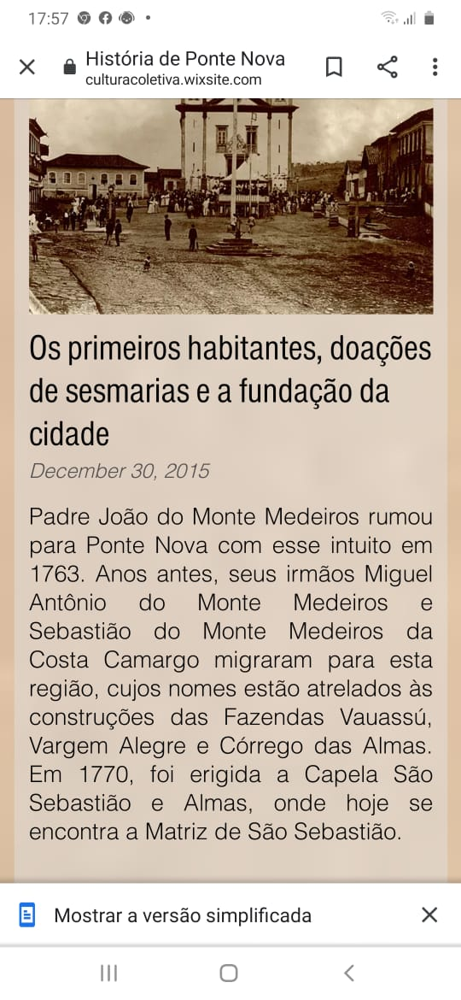 17:57
História de Ponte Nova
culturacoletiva.wixsite.com
Os primeiros habitantes, doações
de sesmarias e a fundação da
cidade
December 30, 2015
Padre João do Monte Medeiros rumou
para Ponte Nova com esse intuito em
1763. Anos antes, seus irmãos Miguel
Antônio do Monte Medeiros e
Sebastião do Monte Medeiros da
Costa Camargo migraram para esta
região, cujos nomes estão atrelados às
construções das Fazendas Vauassú,
Vargem Alegre e Córrego das Almas.
Em 1770, foi erigida a Capela São
Sebastião e Almas, onde hoje se
encontra a Matriz de São Sebastião.
Mostrar a versão simplificada